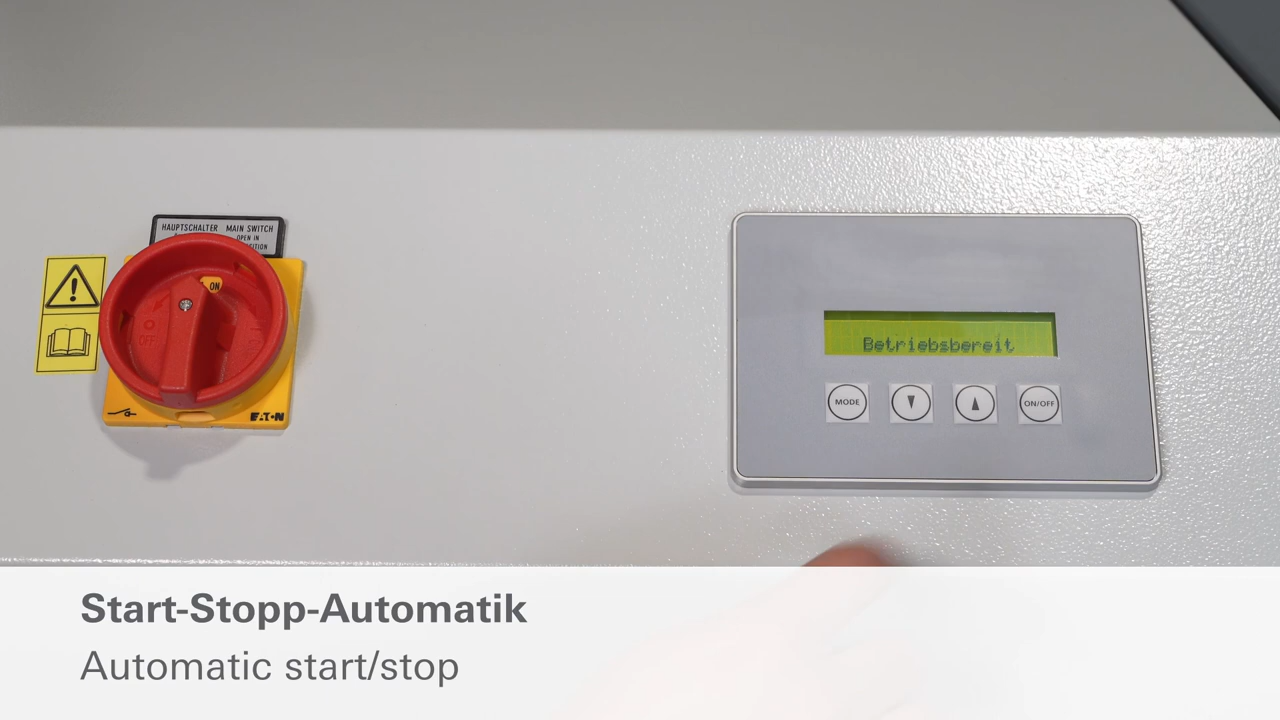 HAUPTSCHALTER MAIN SWITCH
OPEN IN
ON
OFF
EATON
Betriebsbereit
MODE
ON/OFF
Start-Stopp-Automatik
Automatic start/stop